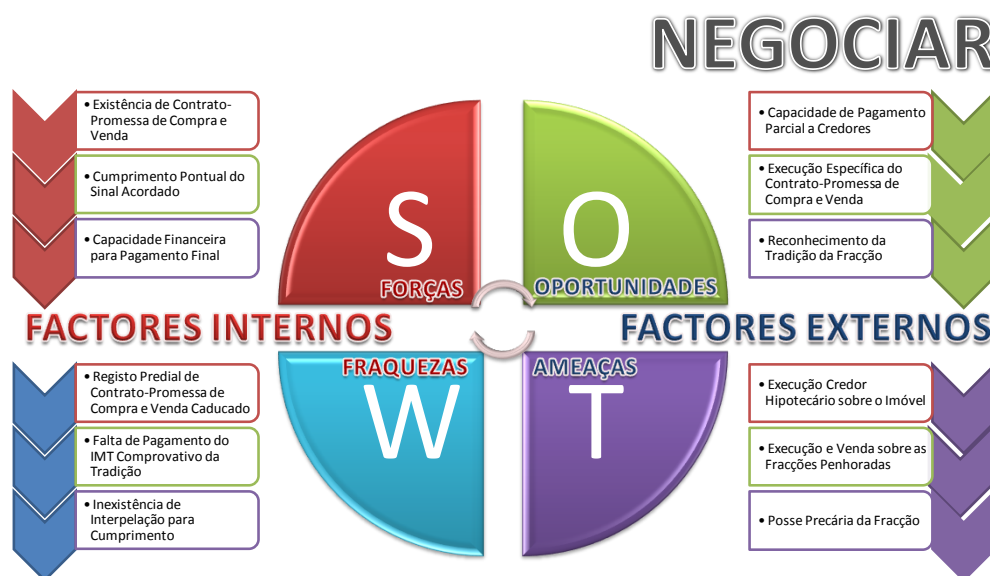 NEGOCIAR
• Existência de Contrato-
Promessa de Compra e
Venda
• Cumprimento Pontual do
Sinal Acordado
• Capacidade Financeira
para Pagamento Final
S
FORÇAS
O
OPORTUNIDADES
• Capacidade de Pagamento
Parcial a Credores
• Execução Específica do
Contrato-Promessa de
Compra e Venda
• Reconhecimento da
Tradição da Fracção
FACTORES INTERNOS
FACTORES EXTERNOS
• Registo Predial de
Contrato-Promessa de
Compra e Venda Caducado
• Falta de Pagamento do
IMT Comprovativo da
Tradição
• Inexistência de
Interpelação para
Cumprimento
FRAQUEZAS
W
AMEAÇAS
T
• Execução Credor
Hipotecário sobre o Imóvel
• Execução e Venda sobre as
Fracções Penhoradas
• Posse Precária da Fracção